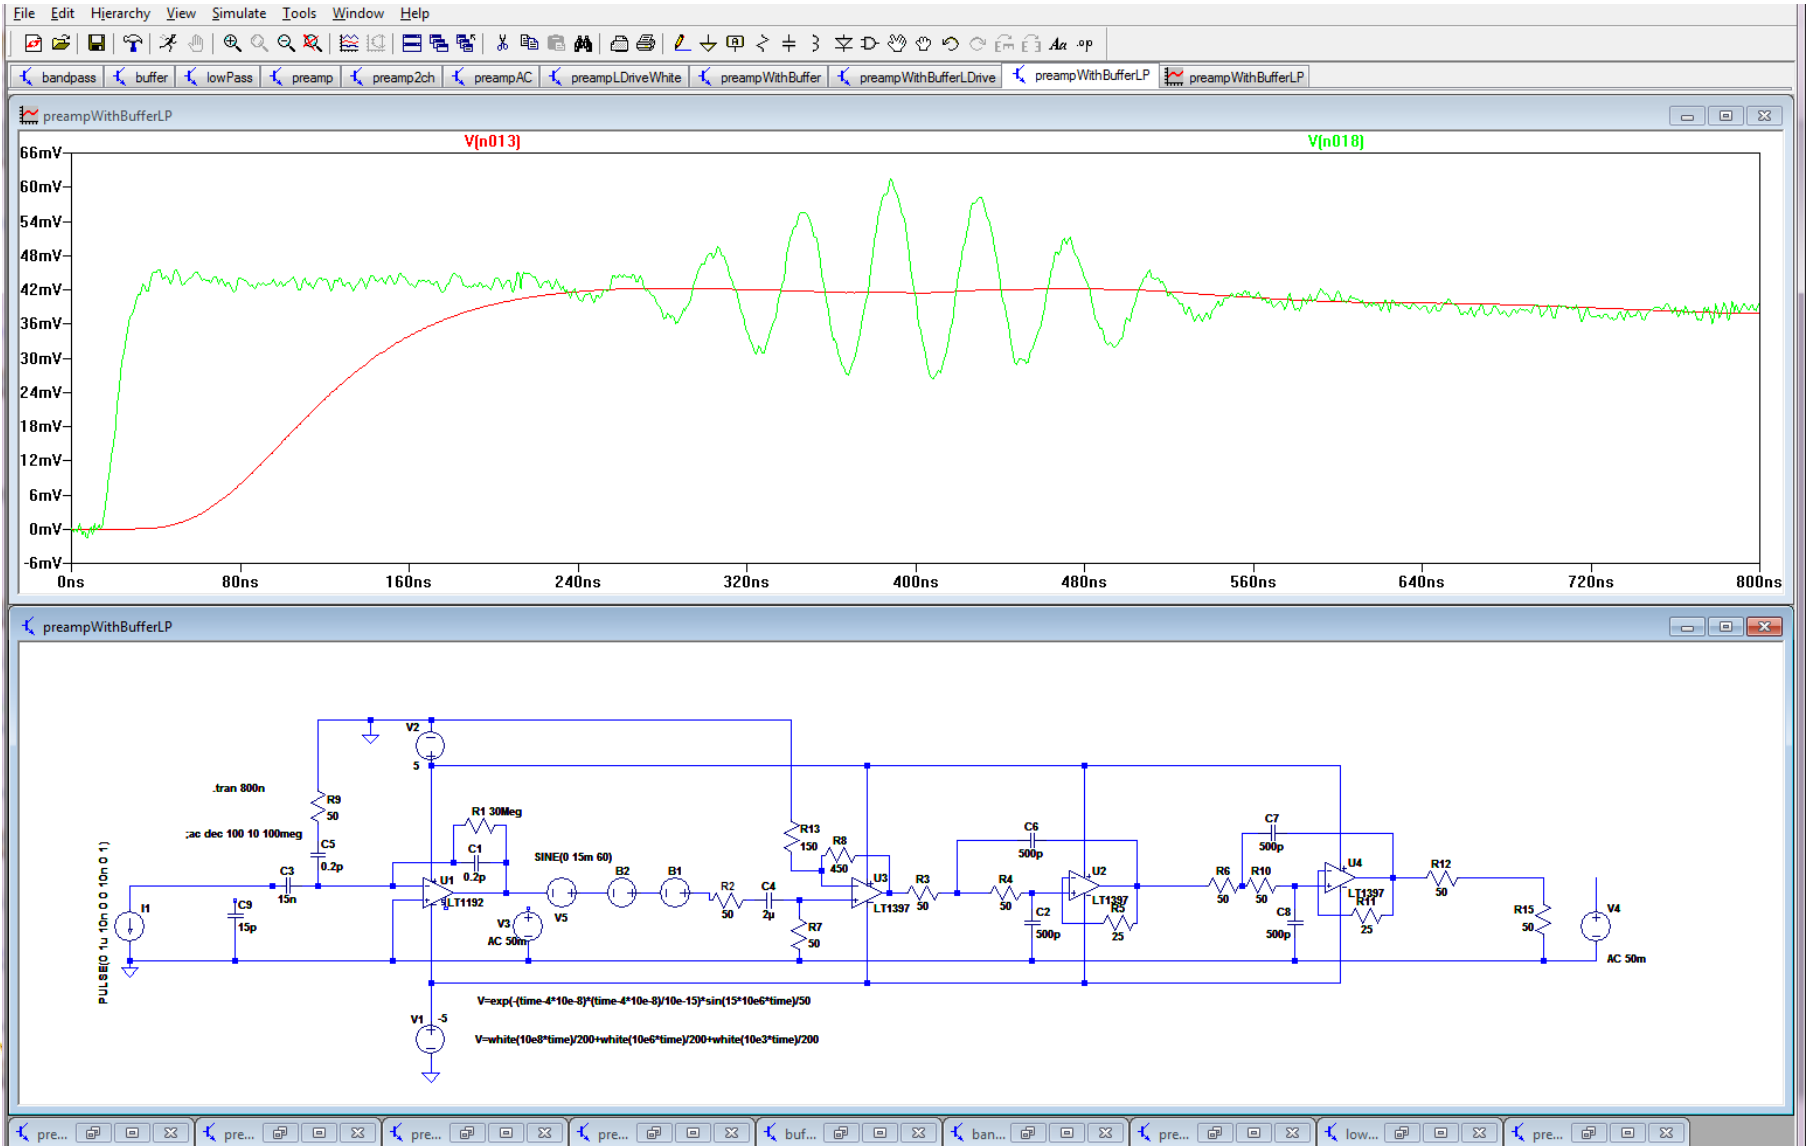 File Edit Hierarchy View Simulate Tools Window Help
bandpass buffer lowPass preamp preamp2ch preampAC preampLDriveWhite preampWithBuffer preampWithBufferLDrive preampWithBufferLP preampWithBufferLP
preampWithBufferLP
V(n013) V(n018)
66mV
60mV
54mV
48mV
42mV
36mV
30mV
24mV
18mV
12mV
6mV
0mV
-6mV
0ns 80ns 160ns 240ns 320ns 400ns 480ns 560ns 640ns 720ns 800ns
preampWithBufferLP
V2
5
.tran 800n
R9
50
;ac dec 100 10 100meg
C5
0.2p
C3
15n
C9
15p
I1
PULSE(0 1u 10n 0 0 10n 0 1)
R1 30Meg
C1
0.2p
U1
LT1192
SINE(0 15m 60)
V5
B2
B1
V3
AC 50m
R2
50
C4
2µ
R7
50
R13
150
R8
450
U3
LT1397
R3
50
R4
50
C6
500p
C2
500p
U2
LT1397
R5
25
R6
50
R10
50
C7
500p
C8
500p
U4
LT1397
R11
25
R12
50
R15
50
V4
AC 50m
V=exp(-(time-4*10e-8)*(time-4*10e-8)/10e-15)*sin(15*10e6*time)/50
V1
-5
V=white(10e8*time)/200+white(10e6*time)/200+white(10e3*time)/200
pre... pre... pre... pre... buf... ban... pre... low... pre...